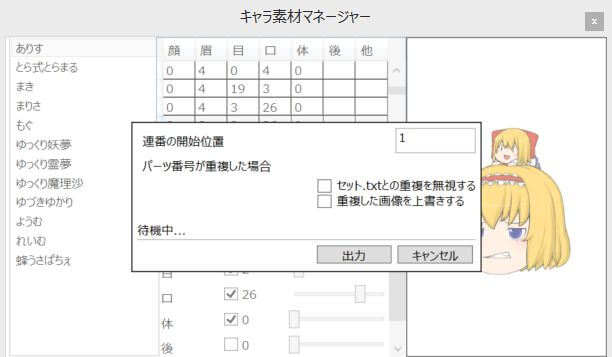 キャラ素材マネージャー
x
ありす
とら式とらまる
まき
まりさ
もぐ
ゆっくり妖夢
ゆっくり霊夢
ゆっくり魔理沙
ゆづきゆかり
ようむ
れいむ
蜂うさぱちぇ
顔 眉 目 口 体 後 他
0 4 0 4 0
0 4 19 3 0
0 4 3 26 0
連番の開始位置 1
パーツ番号が重複した場合
セット.txtとの重複を無視する
重複した画像を上書きする
待機中...
出力 キャンセル
口 26
体 0
後 0